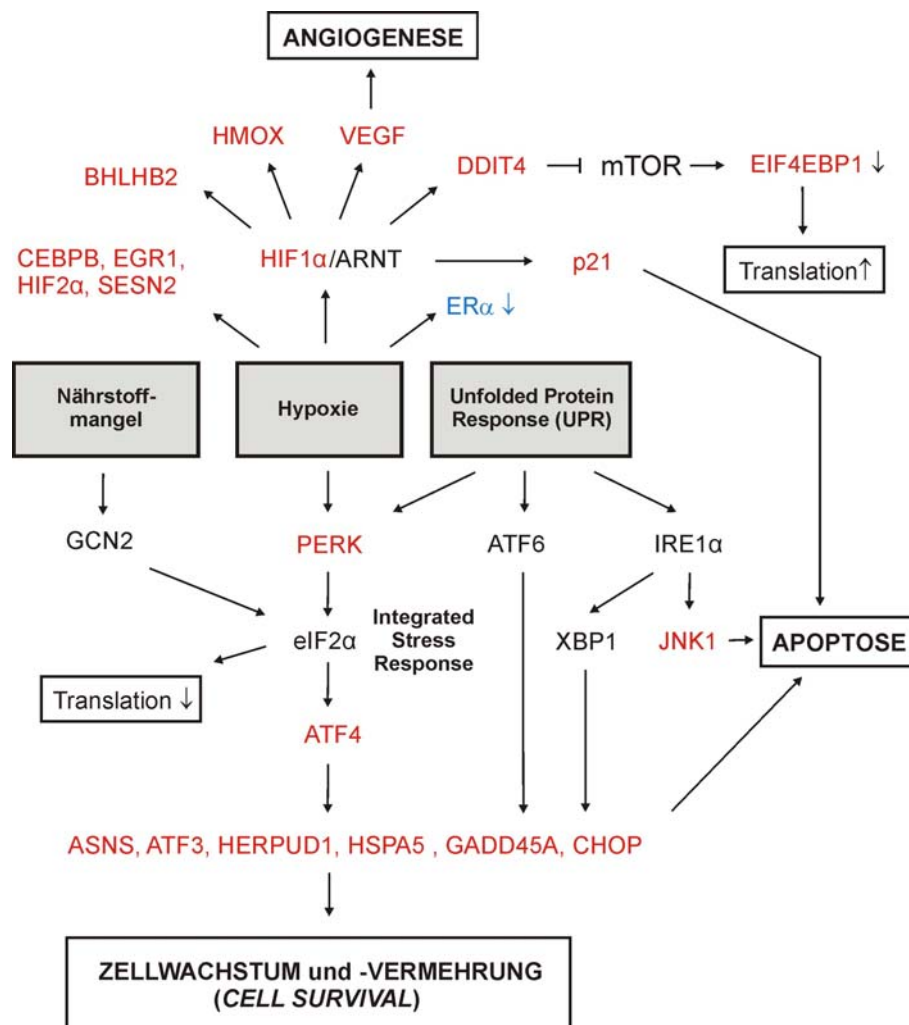 ANGIOGENESE
HMOX VEGF
BHLHB2 DDIT4 mTOR EIF4EBP1 ↓
CEBPB, EGR1,
HIF2α, SESN2
HIF1α/ARNT p21 Translation↑
ERα ↓
Nährstoff-
mangel
Hypoxie
Unfolded Protein
Response (UPR)
GCN2 PERK ATF6 IRE1α
eIF2α
Integrated
Stress
Response
XBP1 JNK1 APOPTOSE
Translation ↓
ATF4
ASNS, ATF3, HERPUD1, HSPA5 , GADD45A, CHOP
ZELLWACHSTUM und -VERMEHRUNG
(CELL SURVIVAL)